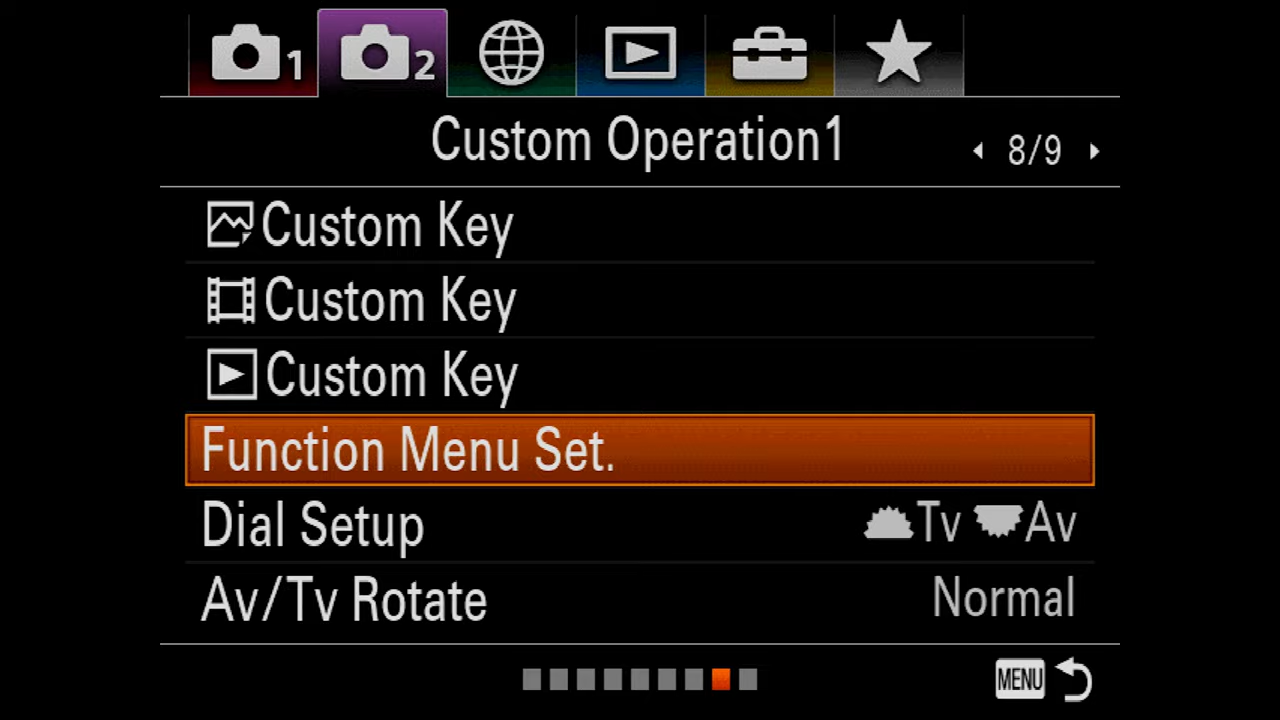 1 2
Custom Operation1 8/9
Custom Key
Custom Key
Custom Key
Function Menu Set.
Dial Setup Tv Av
Av/Tv Rotate Normal
MENU